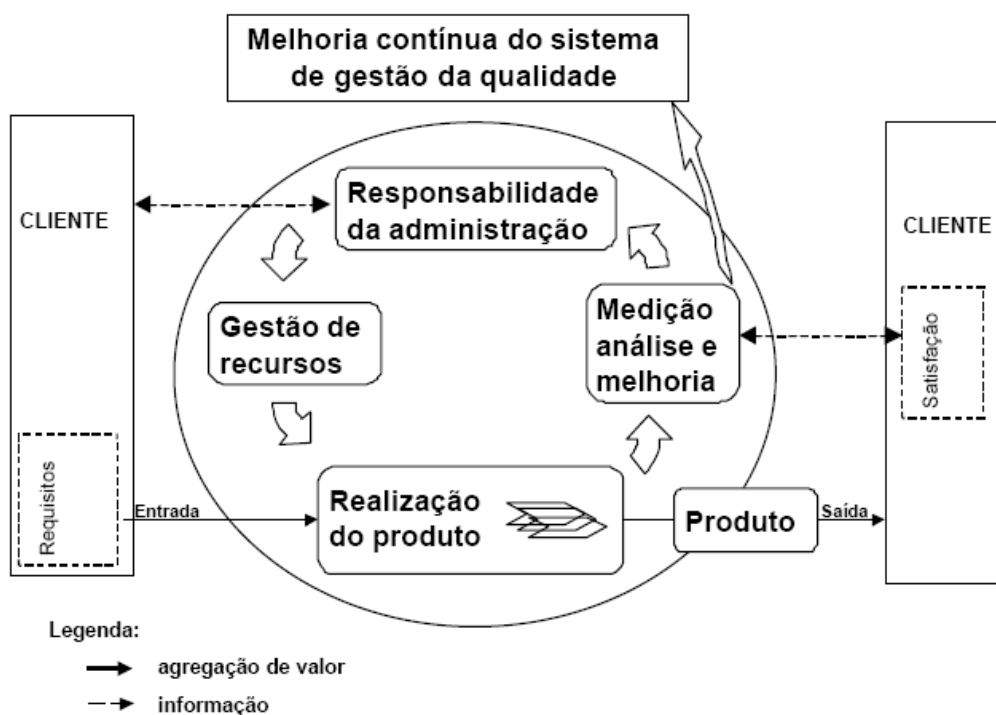 Melhoria contínua do sistema
de gestão da qualidade
CLIENTE
Responsabilidade
da administração
CLIENTE
Gestão de
recursos
Medição
análise e
melhoria
Satisfação
Requisitos
Entrada
Realização
do produto
Produto
Saída
Legenda:
agregação de valor
informação